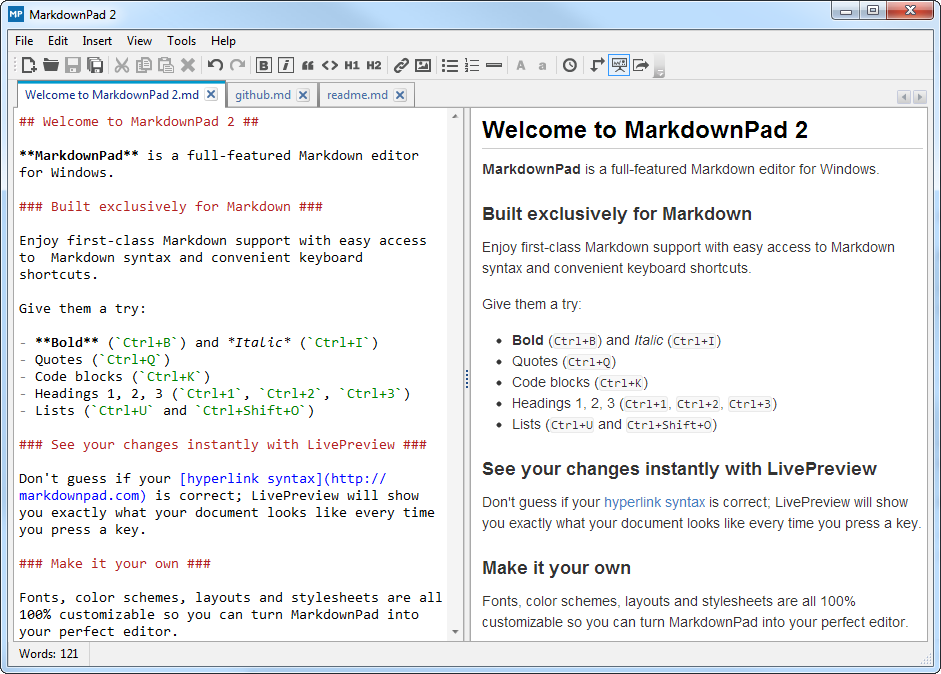 MP MarkdownPad 2
File Edit Insert View Tools Help
B i H1 H2 A a
Welcome to MarkdownPad 2.md github.md readme.md
## Welcome to MarkdownPad 2 ##
**MarkdownPad** is a full-featured Markdown editor
for Windows.
### Built exclusively for Markdown ###
Enjoy first-class Markdown support with easy access
to  Markdown syntax and convenient keyboard
shortcuts.
Give them a try:
- **Bold** (`Ctrl+B`) and *Italic* (`Ctrl+I`)
- Quotes (`Ctrl+Q`)
- Code blocks (`Ctrl+K`)
- Headings 1, 2, 3 (`Ctrl+1`, `Ctrl+2`, `Ctrl+3`)
- Lists (`Ctrl+U` and `Ctrl+Shift+O`)
### See your changes instantly with LivePreview ###
Don't guess if your [hyperlink syntax](http://
markdownpad.com) is correct; LivePreview will show
you exactly what your document looks like every time
you press a key.
### Make it your own ###
Fonts, color schemes, layouts and stylesheets are all
100% customizable so you can turn MarkdownPad into
your perfect editor.
Welcome to MarkdownPad 2
MarkdownPad is a full-featured Markdown editor for Windows.
Built exclusively for Markdown
Enjoy first-class Markdown support with easy access to Markdown
syntax and convenient keyboard shortcuts.
Give them a try:
• Bold (Ctrl+B) and Italic (Ctrl+I)
• Quotes (Ctrl+Q)
• Code blocks (Ctrl+K)
• Headings 1, 2, 3 (Ctrl+1, Ctrl+2, Ctrl+3)
• Lists (Ctrl+U and Ctrl+Shift+O)
See your changes instantly with LivePreview
Don't guess if your hyperlink syntax is correct; LivePreview will show
you exactly what your document looks like every time you press a key.
Make it your own
Fonts, color schemes, layouts and stylesheets are all 100%
customizable so you can turn MarkdownPad into your perfect editor.
Words: 121